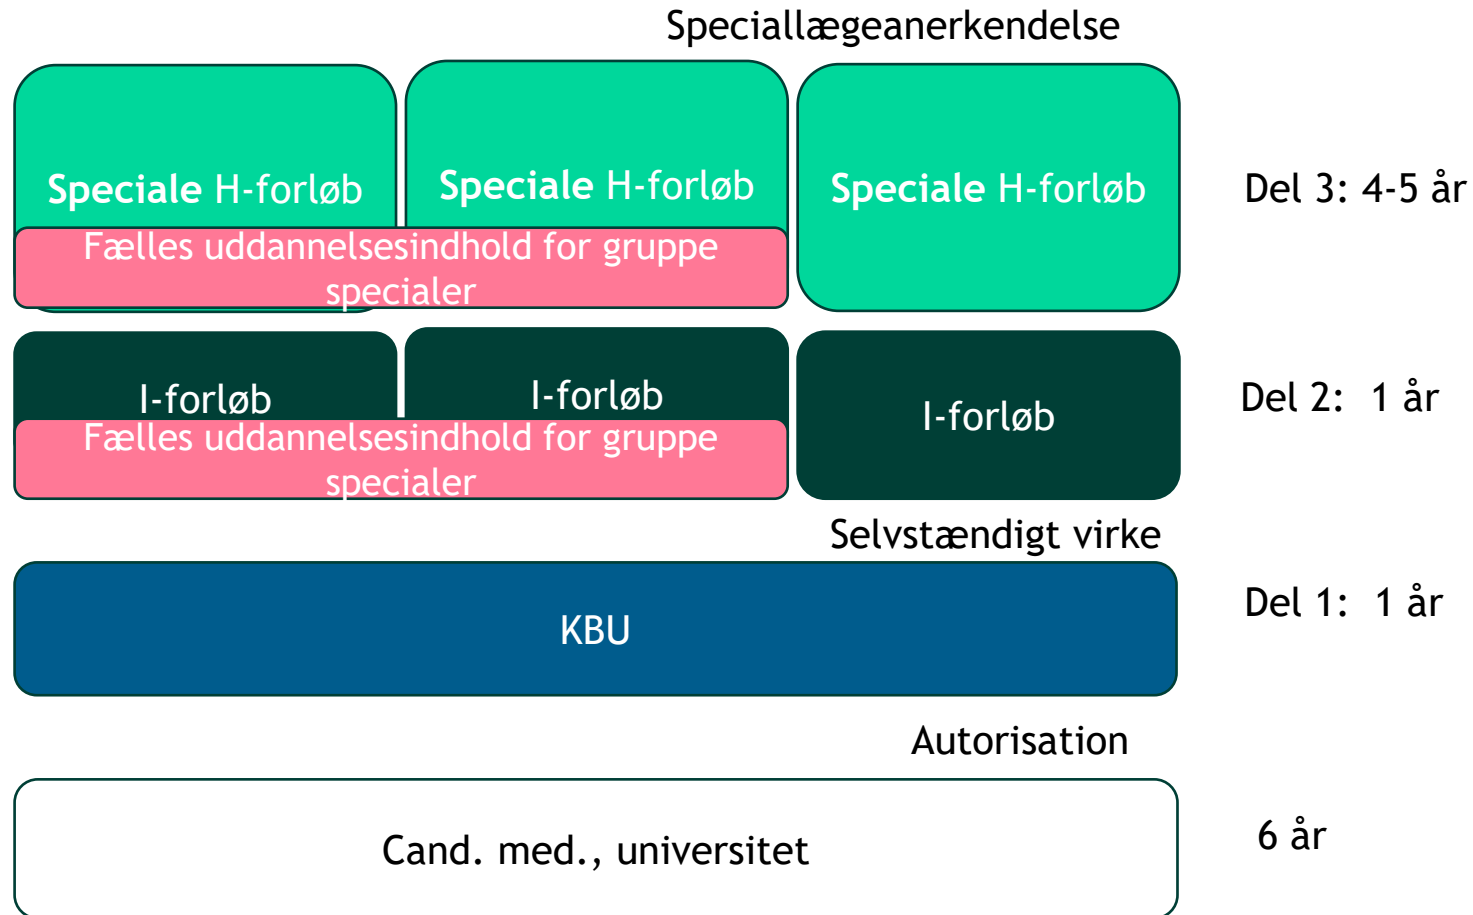 Speciallægeanerkendelse
Speciale H-forløb
Speciale H-forløb
Speciale H-forløb
Del 3: 4-5 år
Fælles uddannelsesindhold for gruppe
specialer
I-forløb
I-forløb
I-forløb
Del 2: 1 år
Fælles uddannelsesindhold for gruppe
specialer
Selvstændigt virke
KBU
Del 1: 1 år
Autorisation
Cand. med., universitet
6 år